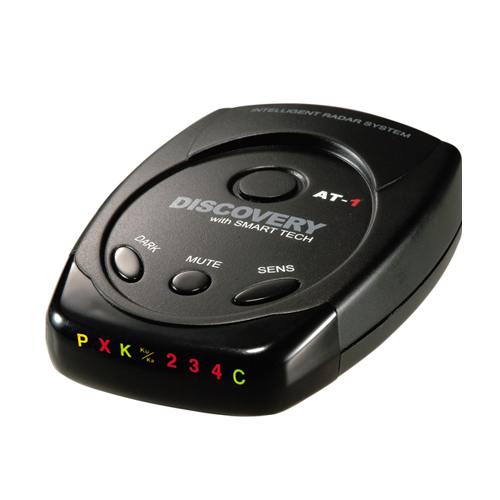 INTELLIGENT RADAR SYSTEM
AT-1
DISCOVERY
with SMART TECH
DARK MUTE SENS
P X K Ku/Ka 2 3 4 C